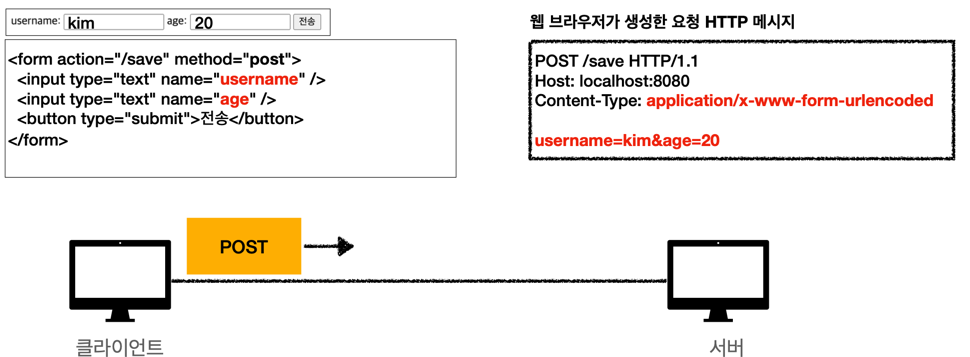 username: kim age: 20 전송
<form action="/save" method="post">
<input type="text" name="username" />
<input type="text" name="age" />
<button type="submit">전송</button>
</form>
웹 브라우저가 생성한 요청 HTTP 메시지
POST /save HTTP/1.1
Host: localhost:8080
Content-Type: application/x-www-form-urlencoded
username=kim&age=20
POST
클라이언트
서버